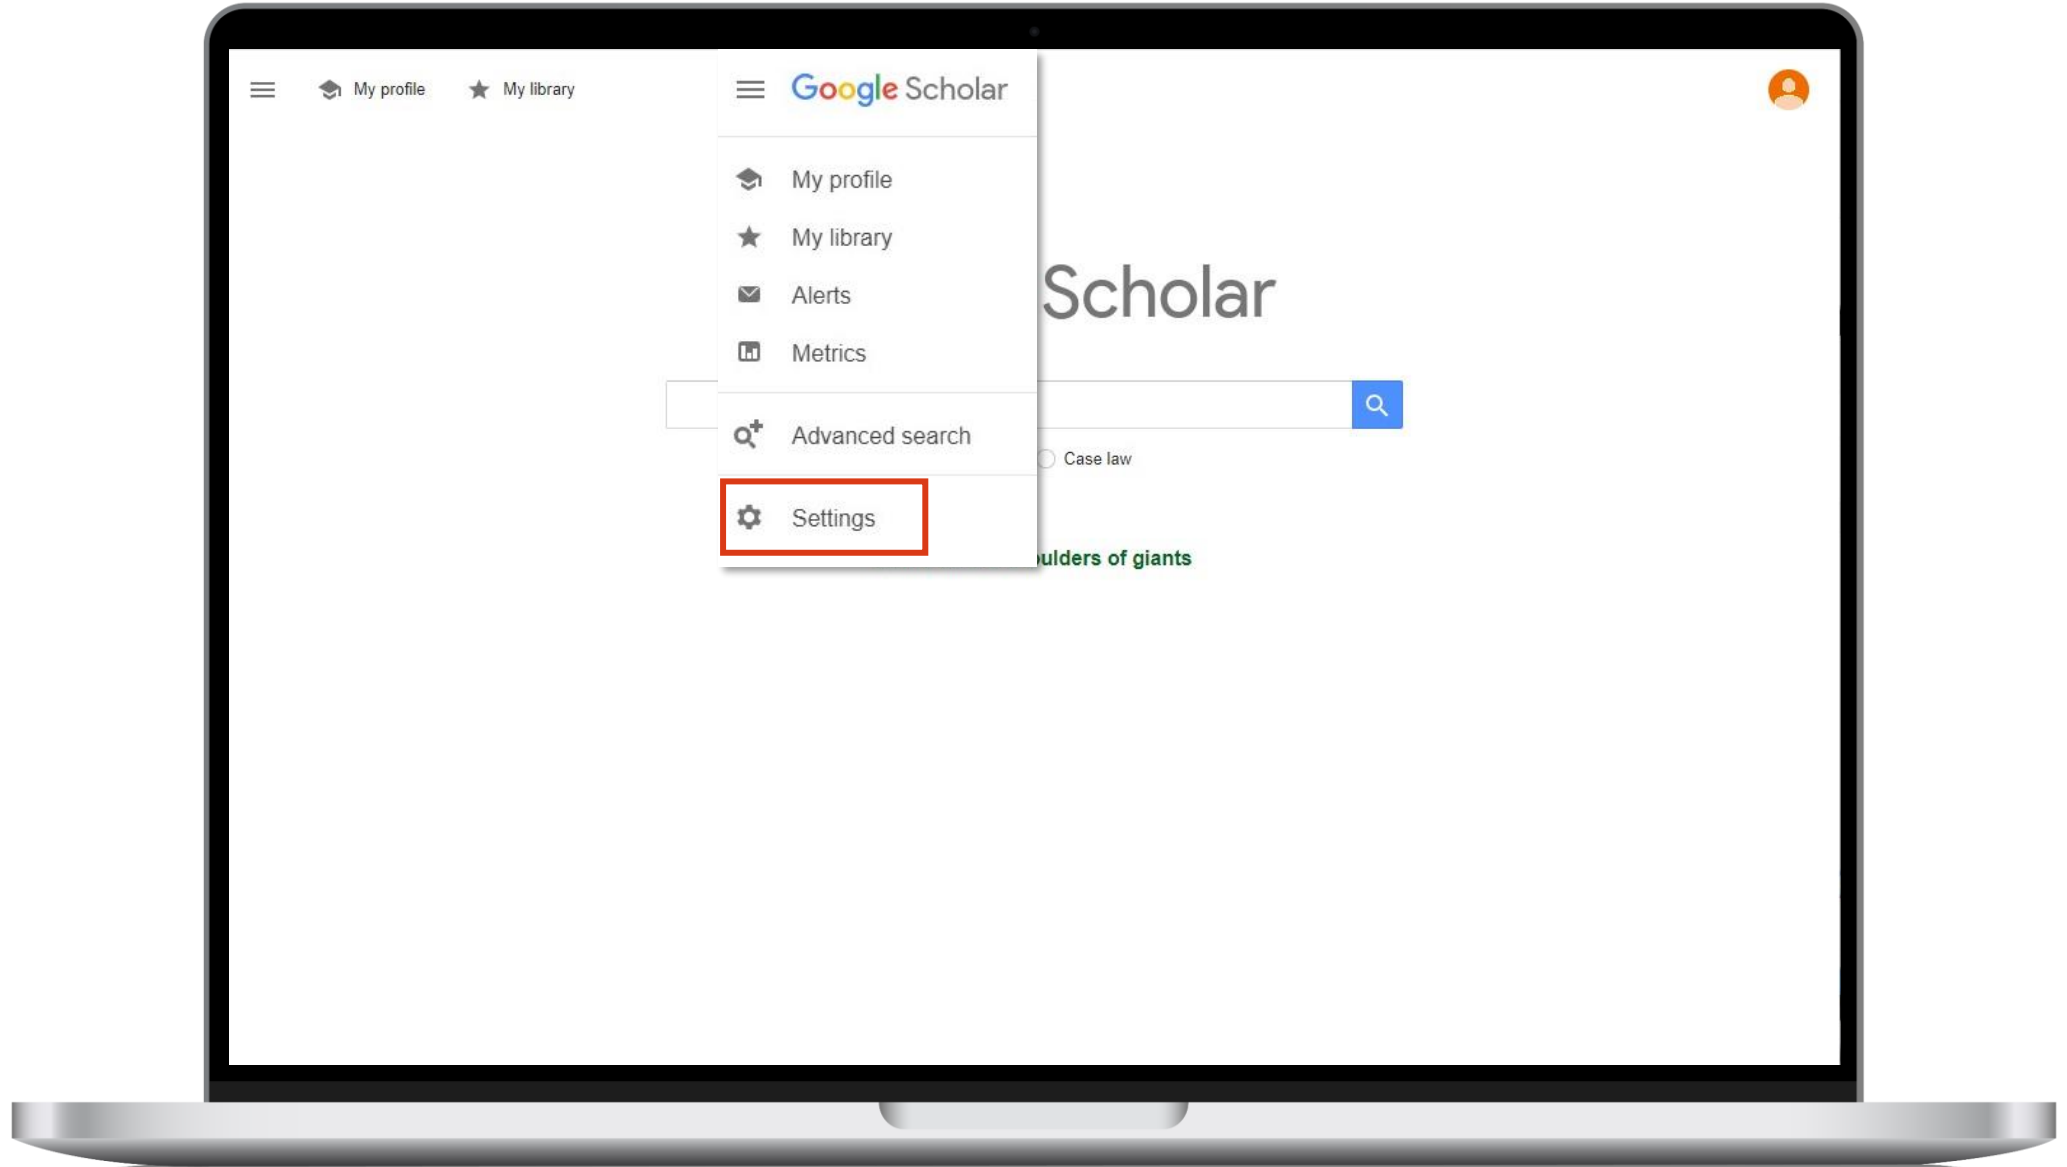 My profile
My library
Google Scholar
My profile
My library
Alerts
Metrics
Advanced search
Settings
Scholar
Case law
of giants